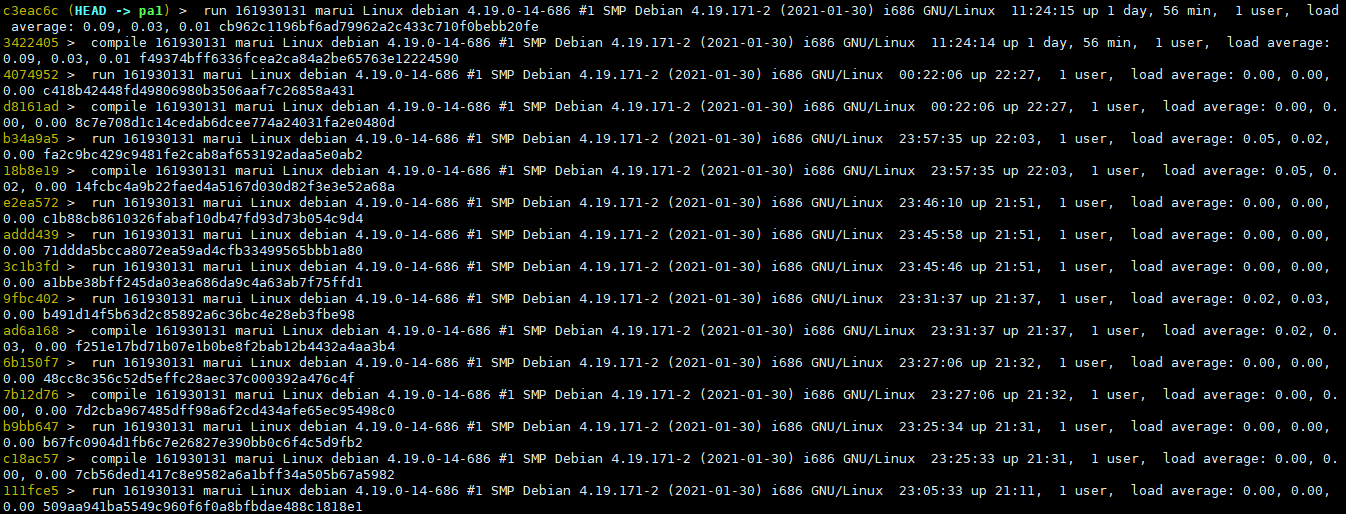 c3eac6c (HEAD -> pa1) >  run 161930131 marui Linux debian 4.19.0-14-686 #1 SMP Debian 4.19.171-2 (2021-01-30) i686 GNU/Linux  11:24:15 up 1 day, 56 min,  1 user,  load
 average: 0.09, 0.03, 0.01 cb962c1196bf6ad79962a2c433c710f0bebb20fe
3422405 >  compile 161930131 marui Linux debian 4.19.0-14-686 #1 SMP Debian 4.19.171-2 (2021-01-30) i686 GNU/Linux  11:24:14 up 1 day, 56 min,  1 user,  load average:
0.09, 0.03, 0.01 f49374bff6336fcea2ca84a2be65763e12224590
4074952 >  run 161930131 marui Linux debian 4.19.0-14-686 #1 SMP Debian 4.19.171-2 (2021-01-30) i686 GNU/Linux  00:22:06 up 22:27,  1 user,  load average: 0.00, 0.00,
0.00 c418b42448fd49806980b3506aaf7c26858a431
d8161ad >  compile 161930131 marui Linux debian 4.19.0-14-686 #1 SMP Debian 4.19.171-2 (2021-01-30) i686 GNU/Linux  00:22:06 up 22:27,  1 user,  load average: 0.00, 0.
00, 0.00 8c7e708d1c14cedab6dcee774a24031fa2e0480d
b34a9a5 >  run 161930131 marui Linux debian 4.19.0-14-686 #1 SMP Debian 4.19.171-2 (2021-01-30) i686 GNU/Linux  23:57:35 up 22:03,  1 user,  load average: 0.05, 0.02,
0.00 fa2c9bc429c9481fe2cab8af653192adaa5e0ab2
18b8e19 >  compile 161930131 marui Linux debian 4.19.0-14-686 #1 SMP Debian 4.19.171-2 (2021-01-30) i686 GNU/Linux  23:57:35 up 22:03,  1 user,  load average: 0.05, 0.
02, 0.00 14fcbc4a9b22faed4a5167d030d82f3e3e52a68a
e2ea572 >  run 161930131 marui Linux debian 4.19.0-14-686 #1 SMP Debian 4.19.171-2 (2021-01-30) i686 GNU/Linux  23:46:10 up 21:51,  1 user,  load average: 0.00, 0.00,
0.00 c1b88cb8610326fabaf10db47fd93d73b054c9d4
addd439 >  run 161930131 marui Linux debian 4.19.0-14-686 #1 SMP Debian 4.19.171-2 (2021-01-30) i686 GNU/Linux  23:45:58 up 21:51,  1 user,  load average: 0.00, 0.00,
0.00 71ddda5bcca8072ea59ad4cfb33499565bbb1a80
3c1b3fd >  run 161930131 marui Linux debian 4.19.0-14-686 #1 SMP Debian 4.19.171-2 (2021-01-30) i686 GNU/Linux  23:45:46 up 21:51,  1 user,  load average: 0.00, 0.00,
0.00 a1bbe38bff245da03ea686da9c4a63ab7f75ffd1
9fbc402 >  run 161930131 marui Linux debian 4.19.0-14-686 #1 SMP Debian 4.19.171-2 (2021-01-30) i686 GNU/Linux  23:31:37 up 21:37,  1 user,  load average: 0.02, 0.03,
0.00 b491d14f5b63d2c85892a6c36bc4e28eb3fbe98
ad6a168 >  compile 161930131 marui Linux debian 4.19.0-14-686 #1 SMP Debian 4.19.171-2 (2021-01-30) i686 GNU/Linux  23:31:37 up 21:37,  1 user,  load average: 0.02, 0.
03, 0.00 f251e17bd71b07e1b0be8f2bab12b4432a4aa3b4
6b150f7 >  run 161930131 marui Linux debian 4.19.0-14-686 #1 SMP Debian 4.19.171-2 (2021-01-30) i686 GNU/Linux  23:27:06 up 21:32,  1 user,  load average: 0.00, 0.00,
0.00 48cc8c356c52d5effc28aec37c000392a476c4f
7b12d76 >  compile 161930131 marui Linux debian 4.19.0-14-686 #1 SMP Debian 4.19.171-2 (2021-01-30) i686 GNU/Linux  23:27:06 up 21:32,  1 user,  load average: 0.00, 0.
00, 0.00 7d2cba967485dff98a6f2cd434afe65ec95498c0
b9bb647 >  run 161930131 marui Linux debian 4.19.0-14-686 #1 SMP Debian 4.19.171-2 (2021-01-30) i686 GNU/Linux  23:25:34 up 21:31,  1 user,  load average: 0.00, 0.00,
0.00 b67fc0904d1fb6c7e26827e390bb0c6f4c5d9fb2
c18ac57 >  compile 161930131 marui Linux debian 4.19.0-14-686 #1 SMP Debian 4.19.171-2 (2021-01-30) i686 GNU/Linux  23:25:33 up 21:31,  1 user,  load average: 0.00, 0.
00, 0.00 7cb56ded1417c8e9582a6a1bff34a505b67a5982
111fce5 >  run 161930131 marui Linux debian 4.19.0-14-686 #1 SMP Debian 4.19.171-2 (2021-01-30) i686 GNU/Linux  23:05:33 up 21:11,  1 user,  load average: 0.00, 0.00,
0.00 509aa941ba5549c960f6f0a8bfbdae488c1818e1